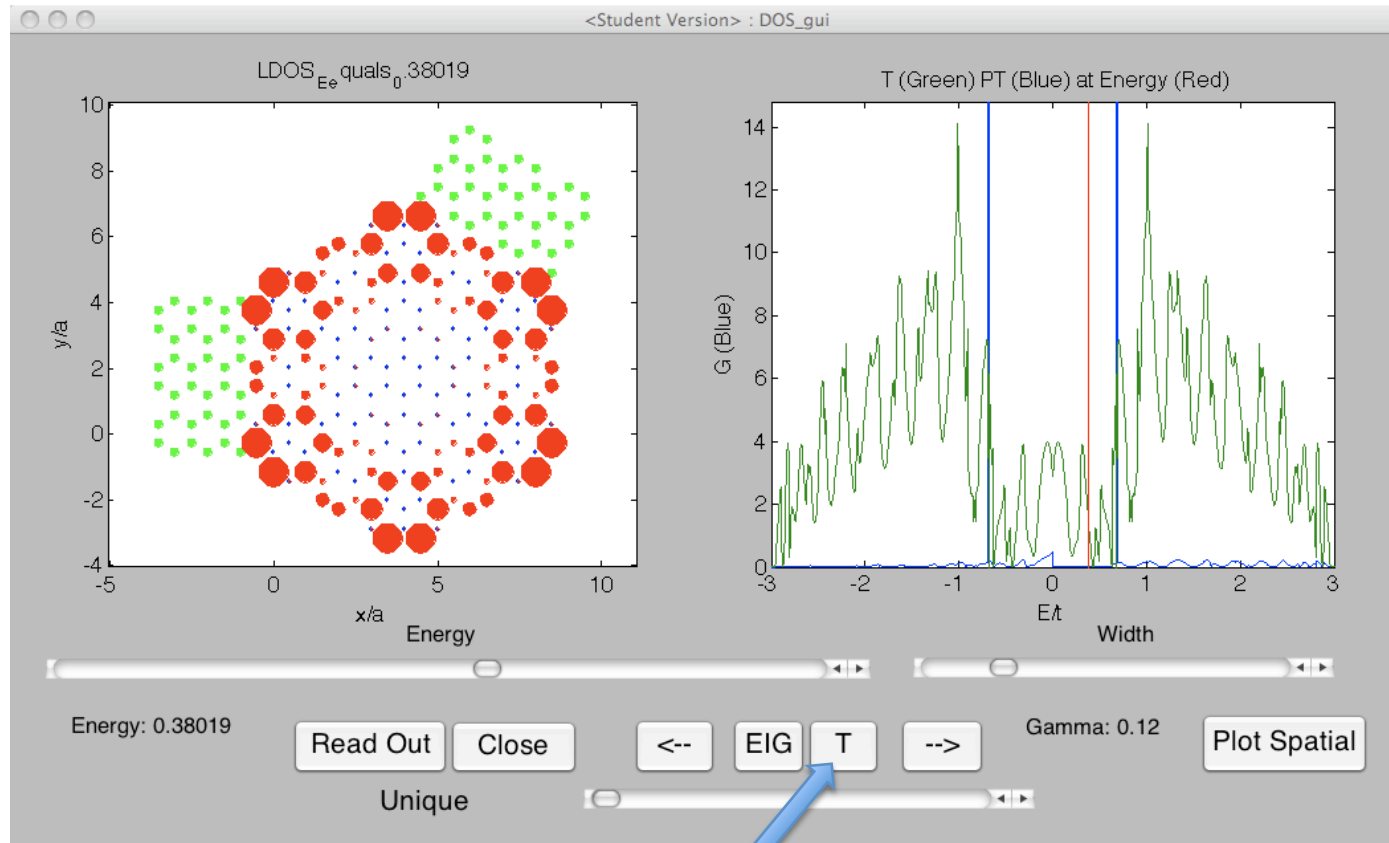 <Student Version> : DOS_gui
LDOS_Ee quals_0.38019
10
8
6
4
2
0
-2
-4
-5
0
5
10
y/a
x/a
T (Green) PT (Blue) at Energy (Red)
14
12
10
8
6
4
2
0
-3
-2
-1
0
1
2
3
G (Blue)
E/t
Energy
Width
Energy: 0.38019
Read Out
Close
<--
EIG
T
-->
Gamma: 0.12
Plot Spatial
Unique